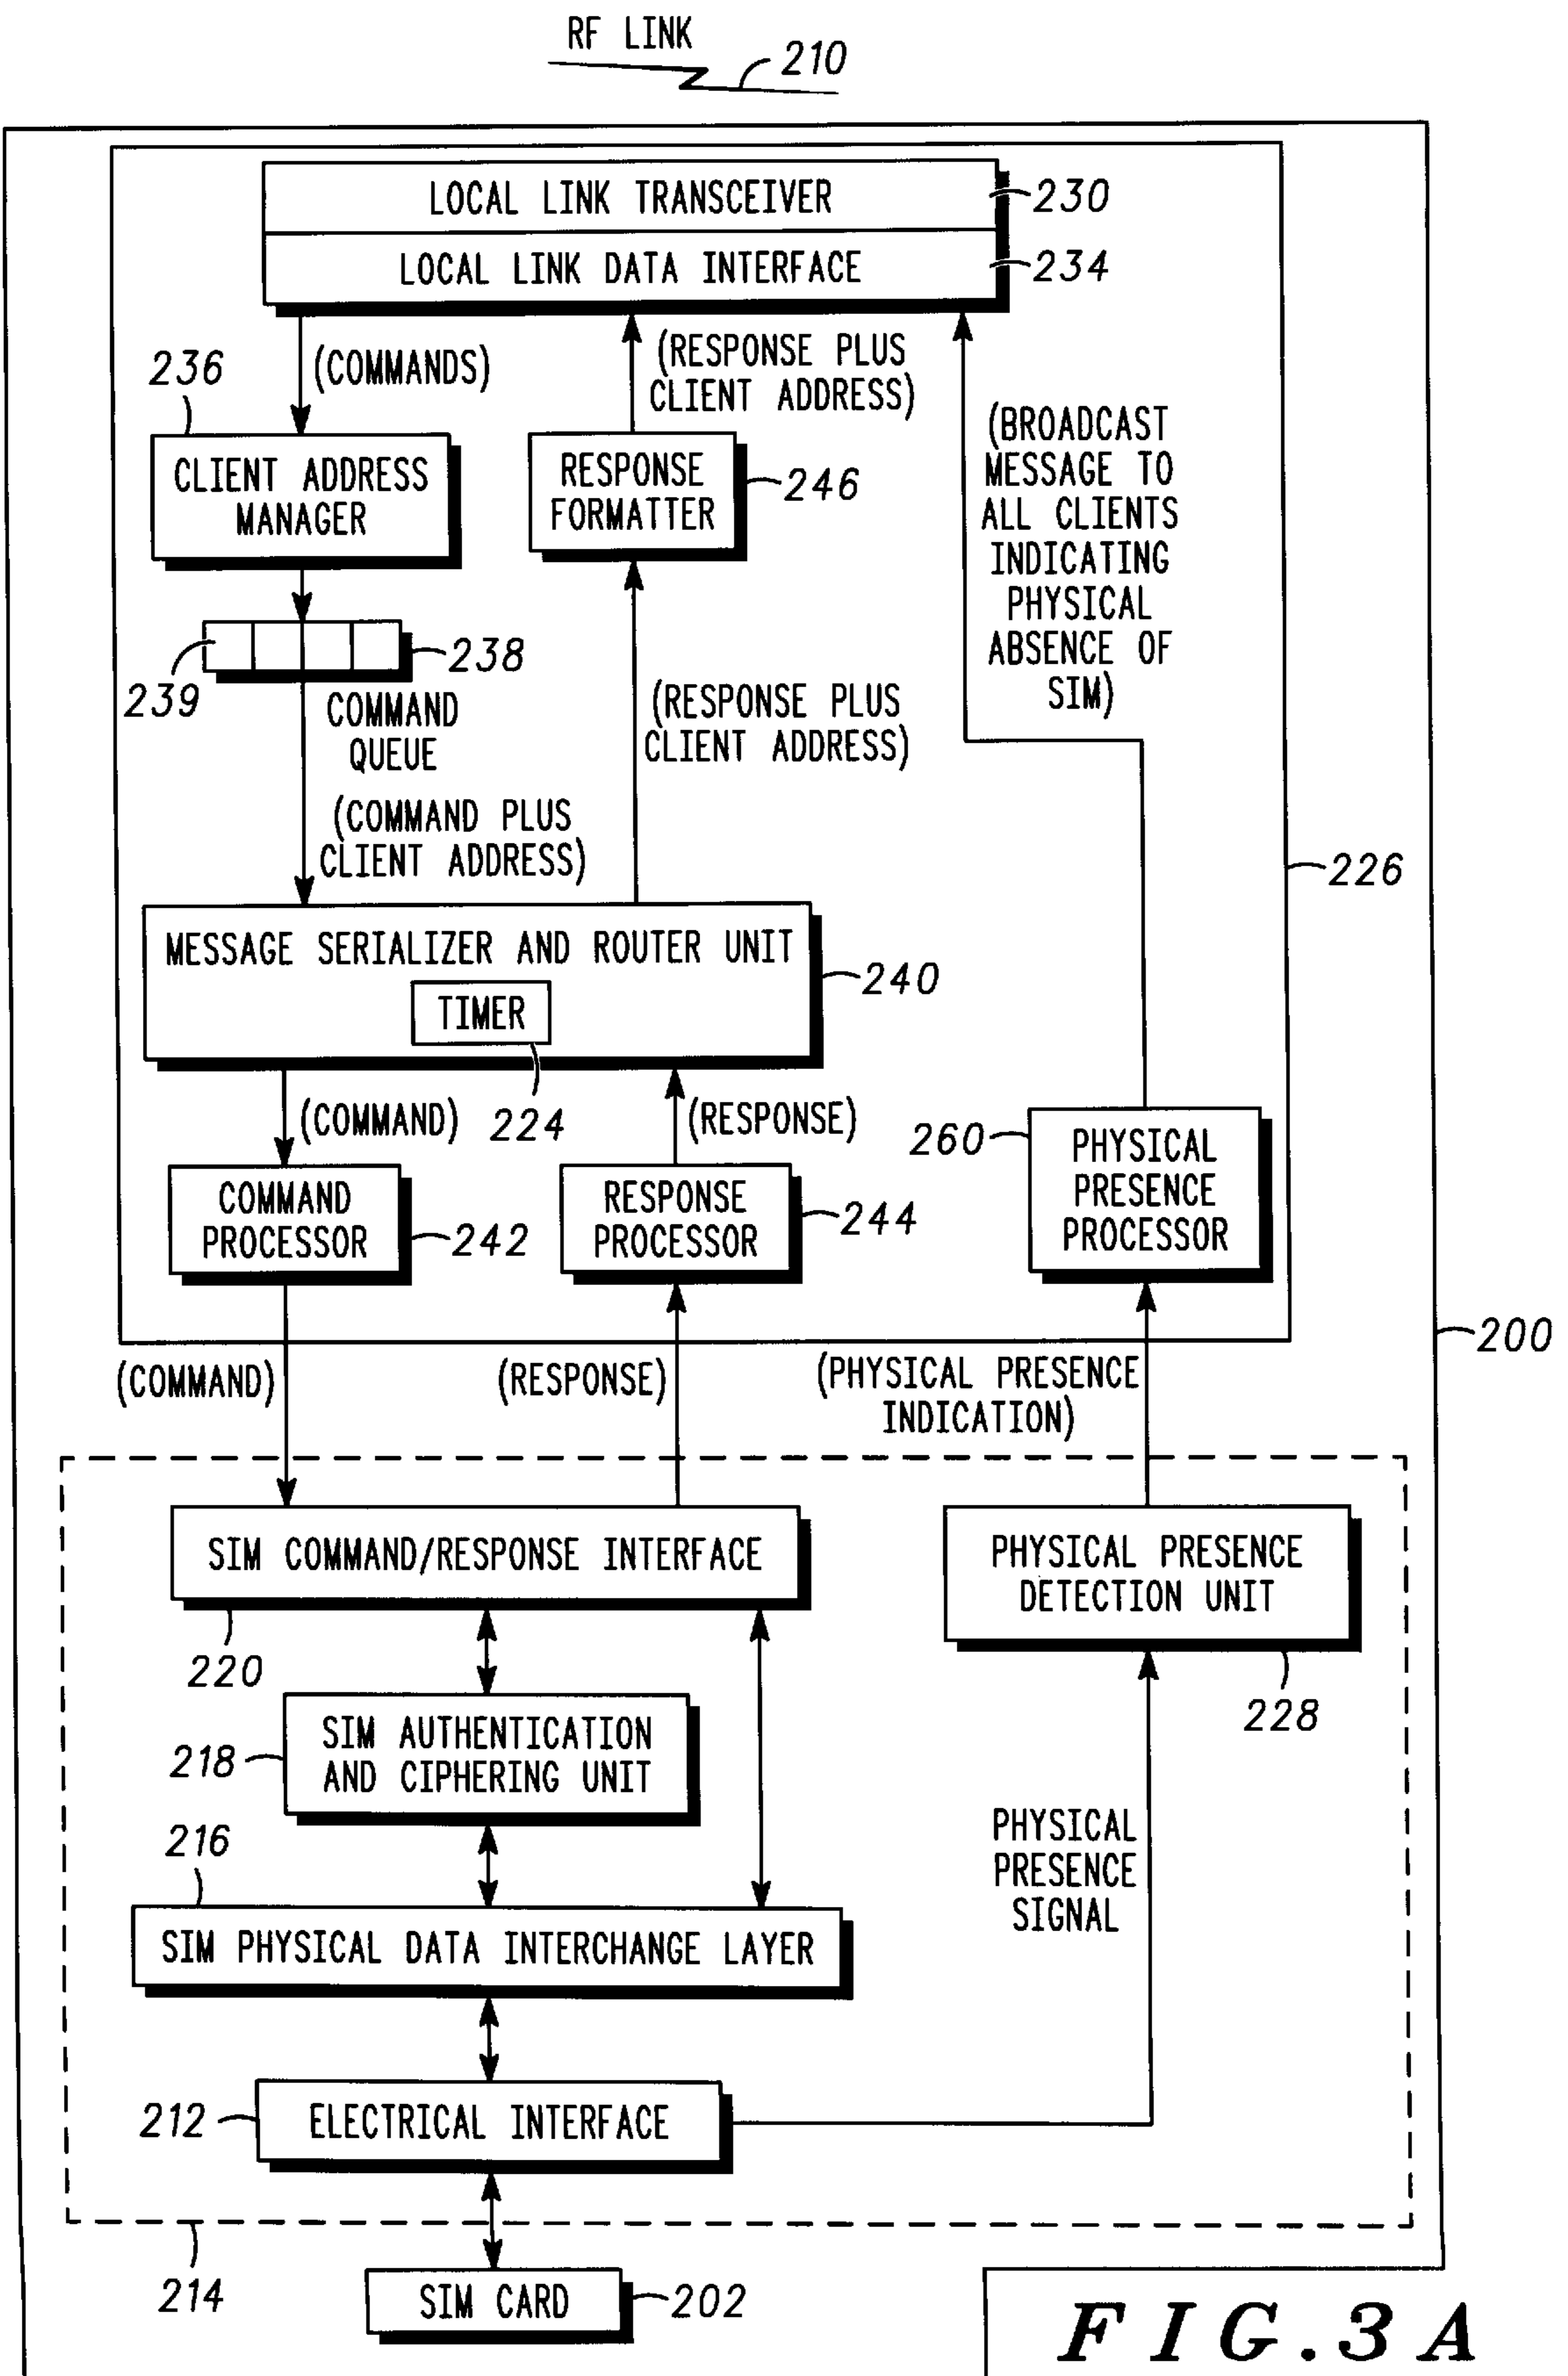 RF LINK
210
LOCAL LINK TRANSCEIVER
230
LOCAL LINK DATA INTERFACE
234
236
(COMMANDS)
(RESPONSE PLUS
CLIENT ADDRESS)
CLIENT ADDRESS
MANAGER
RESPONSE
FORMATTER
246
(BROADCAST
MESSAGE TO
ALL CLIENTS
INDICATING
PHYSICAL
ABSENCE OF
SIM)
239
238
COMMAND
QUEUE
(RESPONSE PLUS
CLIENT ADDRESS)
(COMMAND PLUS
CLIENT ADDRESS)
226
MESSAGE SERIALIZER AND ROUTER UNIT
240
TIMER
224
(COMMAND)
(RESPONSE)
260
PHYSICAL
PRESENCE
PROCESSOR
COMMAND
PROCESSOR
242
RESPONSE
PROCESSOR
244
200
(COMMAND)
(RESPONSE)
(PHYSICAL PRESENCE
INDICATION)
SIM COMMAND/RESPONSE INTERFACE
220
PHYSICAL PRESENCE
DETECTION UNIT
228
SIM AUTHENTICATION
AND CIPHERING UNIT
218
216
PHYSICAL
PRESENCE
SIGNAL
SIM PHYSICAL DATA INTERCHANGE LAYER
212
ELECTRICAL INTERFACE
214
SIM CARD
202
FIG.3A